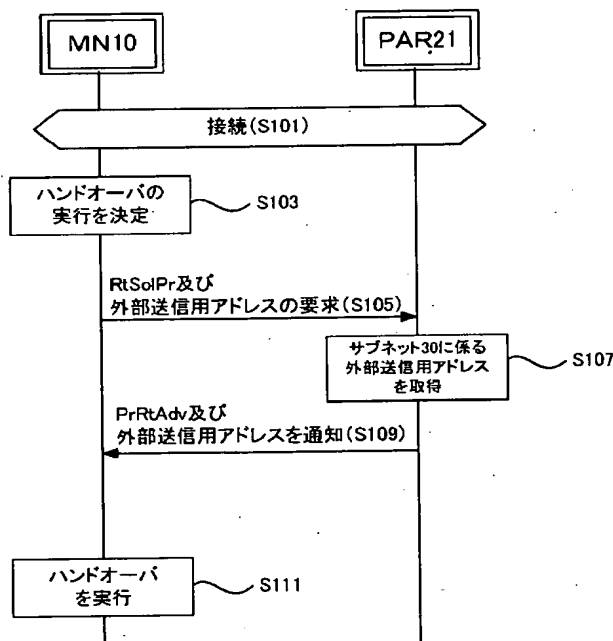 MN10
PAR21
接続(S101)
ハンドオーバの
実行を決定
S103
RtSolPr及び
外部送信用アドレスの要求(S105)
サブネット30に係る
外部送信用アドレス
を取得
S107
PrRtAdv及び
外部送信用アドレスを通知(S109)
ハンドオーバ
を実行
S111